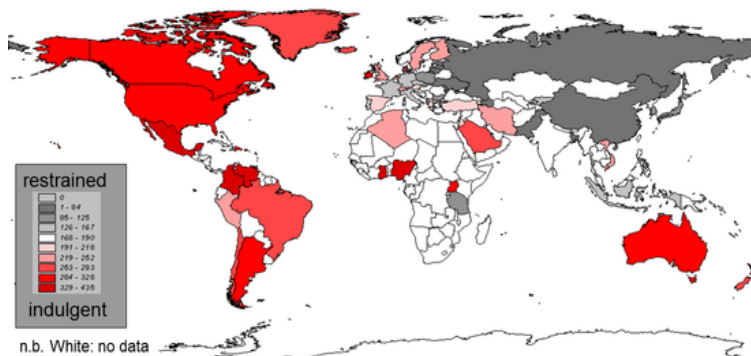 restrained
0
1 - 84
85 - 125
126 - 167
168 - 190
191 - 218
219 - 252
253 - 283
284 - 328
329 - 435
indulgent
n.b. White: no data